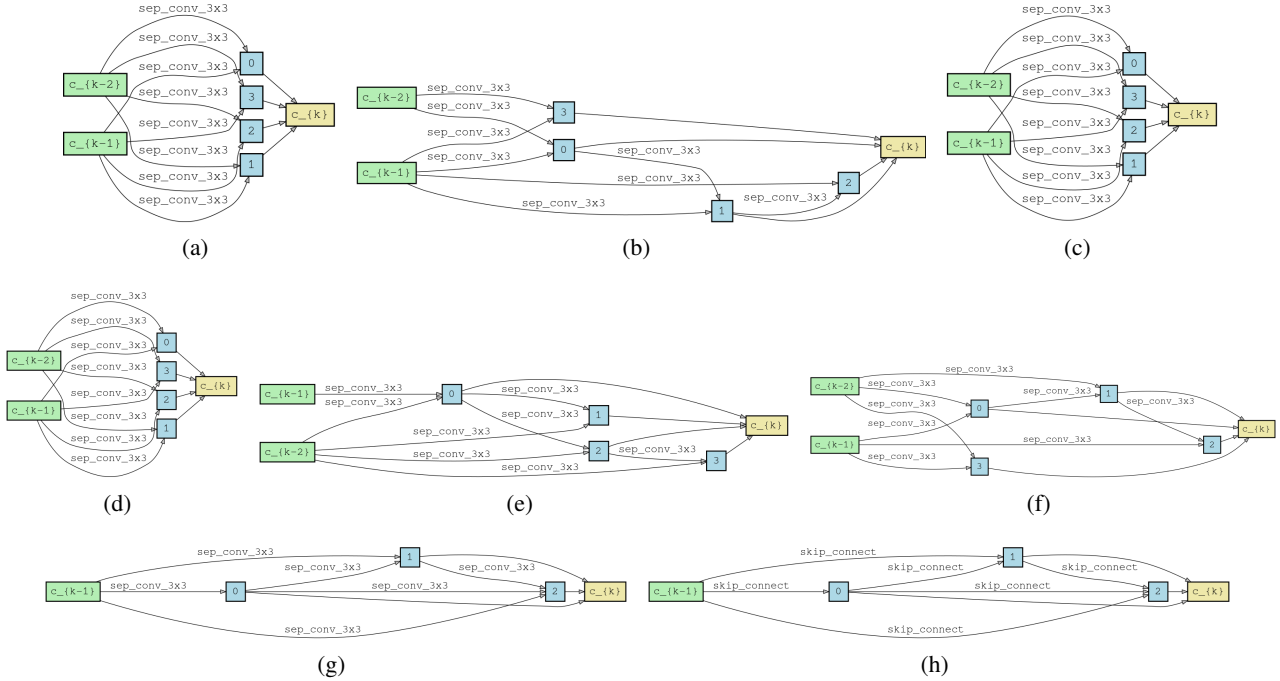 sep_conv_3x3
sep_conv_3x3
sep_conv_3x3
sep_conv_3x3
sep_conv_3x3
sep_conv_3x3
sep_conv_3x3
sep_conv_3x3
c_{k-2}
c_{k-1}
0
3
2
1
c_{k}
(a)
c_{k-2}
c_{k-1}
sep_conv_3x3
sep_conv_3x3
sep_conv_3x3
sep_conv_3x3
sep_conv_3x3
sep_conv_3x3
sep_conv_3x3
sep_conv_3x3
3
0
2
1
c_{k}
(b)
sep_conv_3x3
sep_conv_3x3
sep_conv_3x3
sep_conv_3x3
sep_conv_3x3
sep_conv_3x3
sep_conv_3x3
sep_conv_3x3
c_{k-2}
c_{k-1}
0
3
2
1
c_{k}
(c)
sep_conv_3x3
sep_conv_3x3
sep_conv_3x3
sep_conv_3x3
sep_conv_3x3
sep_conv_3x3
sep_conv_3x3
sep_conv_3x3
c_{k-2}
c_{k-1}
0
3
2
1
c_{k}
(d)
c_{k-1}
c_{k-2}
sep_conv_3x3
sep_conv_3x3
sep_conv_3x3
sep_conv_3x3
sep_conv_3x3
sep_conv_3x3
sep_conv_3x3
sep_conv_3x3
0
1
2
3
c_{k}
(e)
c_{k-2}
c_{k-1}
sep_conv_3x3
sep_conv_3x3
sep_conv_3x3
sep_conv_3x3
sep_conv_3x3
sep_conv_3x3
sep_conv_3x3
sep_conv_3x3
0
1
2
3
c_{k}
(f)
c_{k-1}
sep_conv_3x3
sep_conv_3x3
sep_conv_3x3
sep_conv_3x3
sep_conv_3x3
sep_conv_3x3
0
1
2
c_{k}
(g)
c_{k-1}
skip_connect
skip_connect
skip_connect
skip_connect
skip_connect
skip_connect
0
1
2
c_{k}
(h)